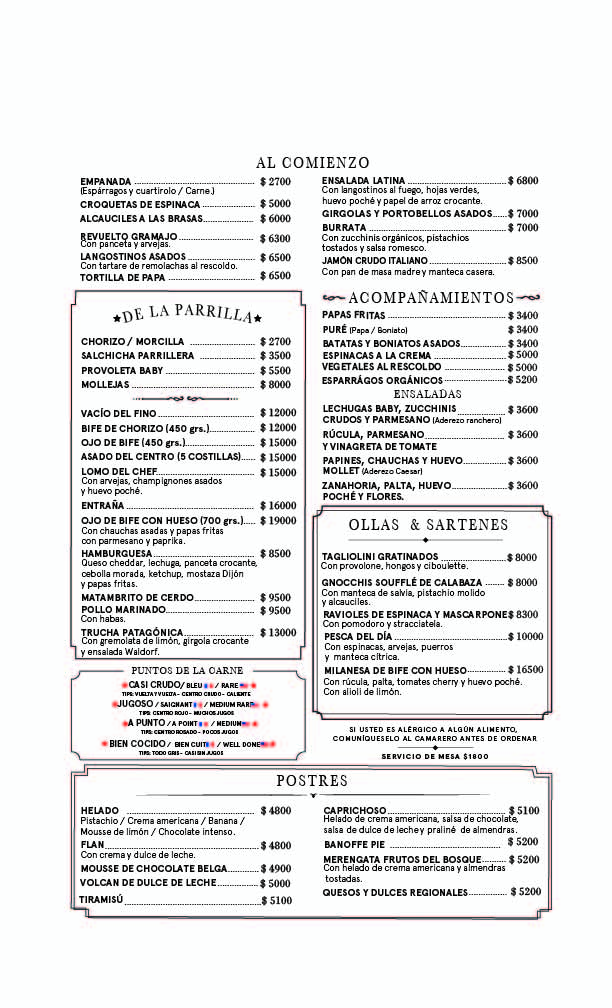 AL COMIENZO
EMPANADA $ 2700
(Espárragos y cuartirolo / Carne.)
CROQUETAS DE ESPINACA $ 5000
ALCAUCILES A LAS BRASAS $ 6000
REVUELTO GRAMAJO $ 6300
Con panceta y arvejas.
LANGOSTINOS ASADOS $ 6500
Con tartare de remolachas al rescoldo.
TORTILLA DE PAPA $ 6500
ENSALADA LATINA $ 6800
Con langostinos al fuego, hojas verdes,
huevo poché y papel de arroz crocante.
GIRGOLAS Y PORTOBELLOS ASADOS $ 7000
BURRATA $ 7000
Con zucchinis orgánicos, pistachios
tostados y salsa romesco.
JAMÓN CRUDO ITALIANO $ 8500
Con pan de masa madre y manteca casera.
DE LA PARRILLA
CHORIZO / MORCILLA $ 2700
SALCHICHA PARRILLERA $ 3500
PROVOLETA BABY $ 5500
MOLLEJAS $ 8000
VACÍO DEL FINO $ 12000
BIFE DE CHORIZO (450 grs.) $ 12000
OJO DE BIFE (450 grs.) $ 15000
ASADO DEL CENTRO (5 COSTILLAS) $ 15000
LOMO DEL CHEF $ 15000
Con arvejas, champignones asados
y huevo poché.
ENTRAÑA $ 16000
OJO DE BIFE CON HUESO (700 grs.) $ 19000
Con chauchas asadas y papas fritas
con parmesano y paprika.
HAMBURGUESA $ 8500
Queso cheddar, lechuga, panceta crocante,
cebolla morada, ketchup, mostaza Dijón
y papas fritas.
MATAMBRITO DE CERDO $ 9500
POLLO MARINADO $ 9500
Con habas.
TRUCHA PATAGÓNICA $ 13000
Con gremolata de limón, girgola crocante
y ensalada Waldorf.
PUNTOS DE LA CARNE
CASI CRUDO / BLEU / RARE
TIPS: VUELTA Y VUELTA - CENTRO CRUDO - CALIENTE
JUGOSO / SAIGNANT / MEDIUM RARE
TIPS: CENTRO ROJO - MUCHOS JUGOS
A PUNTO / A POINT / MEDIUM
TIPS: CENTRO ROSADO - POCOS JUGOS
BIEN COCIDO / BIEN CUIT / WELL DONE
TIPS: TODO GRIS - CASI SIN JUGOS
ACOMPAÑAMIENTOS
PAPAS FRITAS $ 3400
PURÉ (Papa / Boniato) $ 3400
BATATAS Y BONIATOS ASADOS $ 3400
ESPINACAS A LA CREMA $ 5000
VEGETALES AL RESCOLDO $ 5000
ESPARRÁGOS ORGÁNICOS $ 5200
ENSALADAS
LECHUGAS BABY, ZUCCHINIS $ 3600
CRUDOS Y PARMESANO (Aderezo ranchero)
RÚCULA, PARMESANO $ 3600
Y VINAGRETA DE TOMATE
PAPINES, CHAUCHAS Y HUEVO $ 3600
MOLLET (Aderezo Caesar)
ZANAHORIA, PALTA, HUEVO $ 3600
POCHÉ Y FLORES.
OLLAS & SARTENES
TAGLIOLINI GRATINADOS $ 8000
Con provolone, hongos y ciboulette.
GNOCCHIS SOUFFLÉ DE CALABAZA $ 8000
Con manteca de salvia, pistachio molido
y alcauciles.
RAVIOLES DE ESPINACA Y MASCARPONE $ 8300
Con pomodoro y stracciatela.
PESCA DEL DÍA $ 10000
Con espinacas, arvejas, puerros
y manteca cítrica.
MILANESA DE BIFE CON HUESO $ 16500
Con rúcula, palta, tomates cherry y huevo poché.
Con alioli de limón.
SI USTED ES ALÉRGICO A ALGÚN ALIMENTO,
COMUNÍQUESELO AL CAMARERO ANTES DE ORDENAR
SERVICIO DE MESA $1800
POSTRES
HELADO $ 4800
Pistachio / Crema americana / Banana /
Mousse de limón / Chocolate intenso.
FLAN $ 4800
Con crema y dulce de leche.
MOUSSE DE CHOCOLATE BELGA $ 4900
VOLCAN DE DULCE DE LECHE $ 5000
TIRAMISÚ $ 5100
CAPRICHOSO $ 5100
Helado de crema americana, salsa de chocolate,
salsa de dulce de leche y praliné de almendras.
BANOFFE PIE $ 5200
MERENGATA FRUTOS DEL BOSQUE $ 5200
Con helado de crema americana y almendras
tostadas.
QUESOS Y DULCES REGIONALES $ 5200